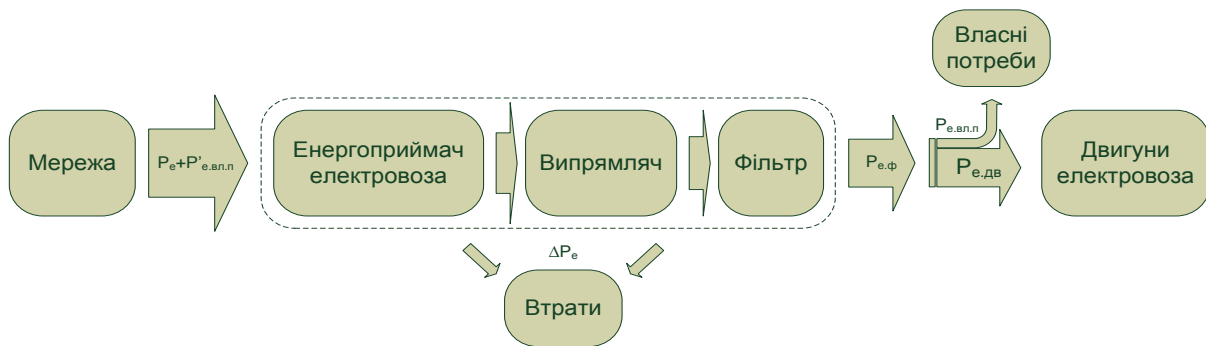 Власні
потреби
Мережа
Pе+P'е.вл.п
Енергоприймач
електровоза
Випрямляч
Фільтр
Pе.ф
Pе.вл.п
Pе.дв
Двигуни
електровоза
ΔPе
Втрати